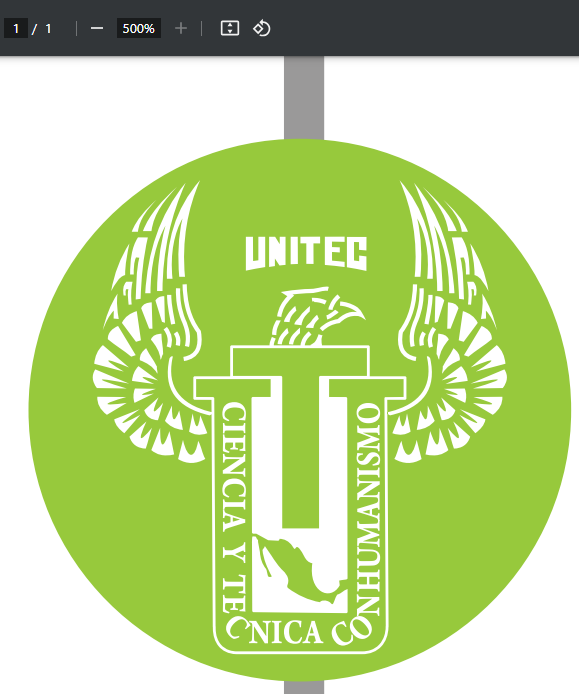 1 / 1
500%
UNITEC
CIENCIA Y TECNICA CON HUMANISMO